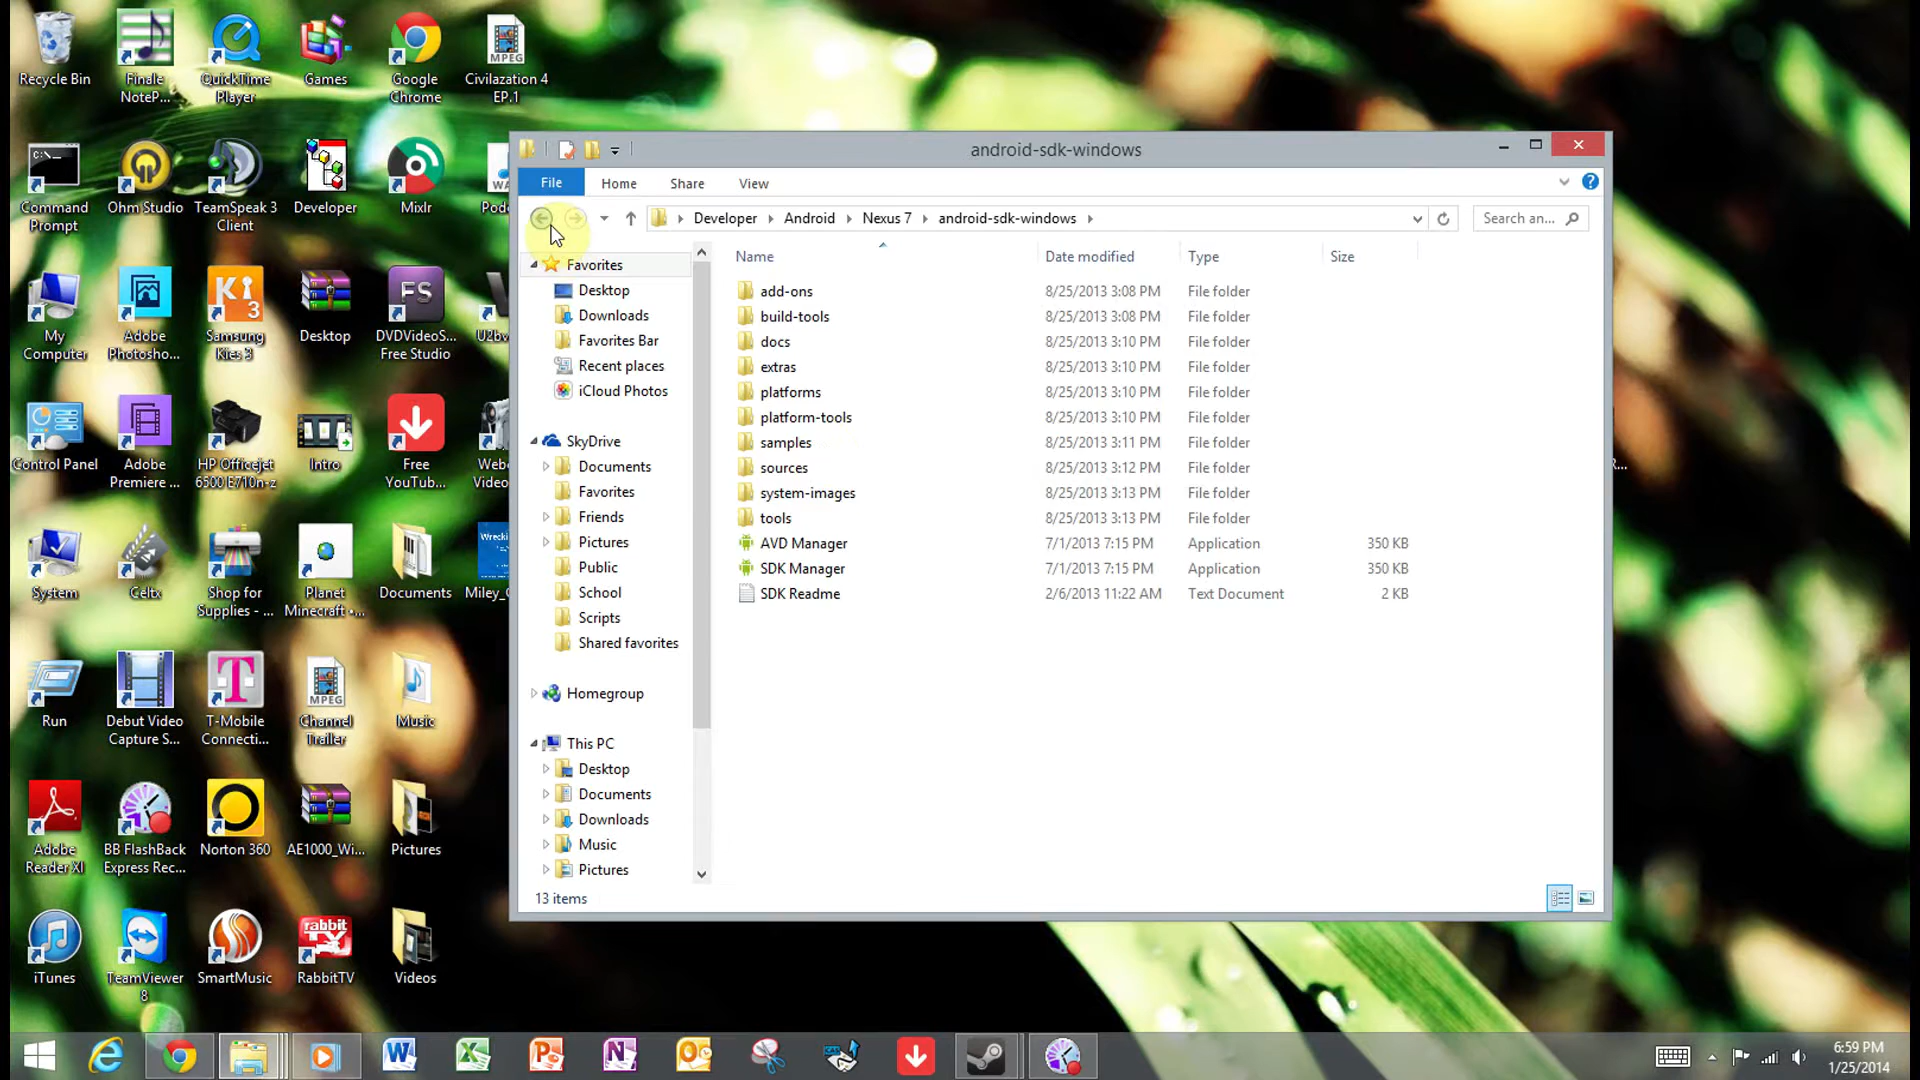 Recycle Bin
Finale
NoteP...
QuickTime
Player
Games
Google
Chrome
MPEG
Civilazation 4
EP.1
C:\_
Command
Prompt
Ohm Studio
TeamSpeak 3
Client
Developer
Mixlr
My
Computer
Adobe
Photosho...
Ki
3
Samsung
Kies 3
Desktop
FS
DVDVideoS...
Free Studio
Control Panel
Adobe
Premiere ...
HP Officejet
6500 E710n-z
Intro
Free
YouTub...
System
Celtx
Shop for
Supplies - ...
Planet
Minecraft •...
Documents
Run
Debut Video
Capture S...
T
T-Mobile
Connecti...
MPEG
Channel
Trailer
Music
Adobe
Reader XI
BB FlashBack
Express Rec...
Norton 360
AE1000_Wi...
Pictures
iTunes
TeamViewer
8
SmartMusic
rabbit
TV
RabbitTV
Videos
android-sdk-windows
File
Home
Share
View
Developer
Android
Nexus 7
android-sdk-windows
Search an...
Favorites
Desktop
Downloads
Favorites Bar
Recent places
iCloud Photos
SkyDrive
Documents
Favorites
Friends
Pictures
Public
School
Scripts
Shared favorites
Homegroup
This PC
Desktop
Documents
Downloads
Music
Pictures
Name Date modified Type Size
add-ons 8/25/2013 3:08 PM File folder
build-tools 8/25/2013 3:08 PM File folder
docs 8/25/2013 3:10 PM File folder
extras 8/25/2013 3:10 PM File folder
platforms 8/25/2013 3:10 PM File folder
platform-tools 8/25/2013 3:10 PM File folder
samples 8/25/2013 3:11 PM File folder
sources 8/25/2013 3:12 PM File folder
system-images 8/25/2013 3:13 PM File folder
tools 8/25/2013 3:13 PM File folder
AVD Manager 7/1/2013 7:15 PM Application 350 KB
SDK Manager 7/1/2013 7:15 PM Application 350 KB
SDK Readme 2/6/2013 11:22 AM Text Document 2 KB
13 items
6:59 PM
1/25/2014